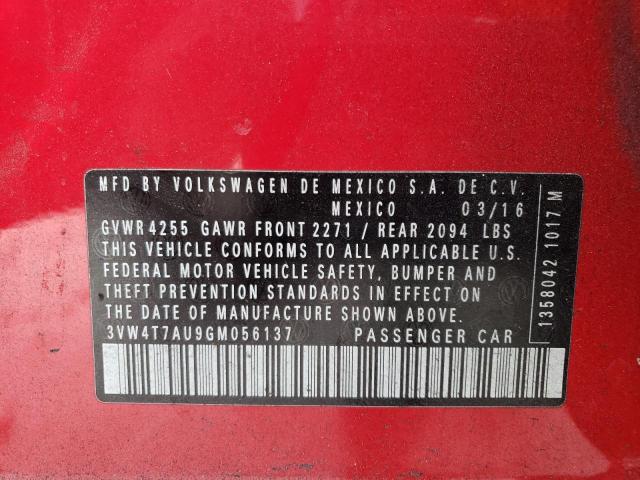 MFD BY VOLKSWAGEN DE MEXICO S.A. DE C.V.
MEXICO 03/16
GVWR 4255 GAWR FRONT 2271 / REAR 2094 LBS
THIS VEHICLE CONFORMS TO ALL APPLICABLE U.S.
FEDERAL MOTOR VEHICLE SAFETY, BUMPER AND
THEFT PREVENTION STANDARDS IN EFFECT ON
THE DATE OF MANUFACTURE SHOWN ABOVE.
3VW4T7AU9GM056137 PASSENGER CAR
1358042 1017 M